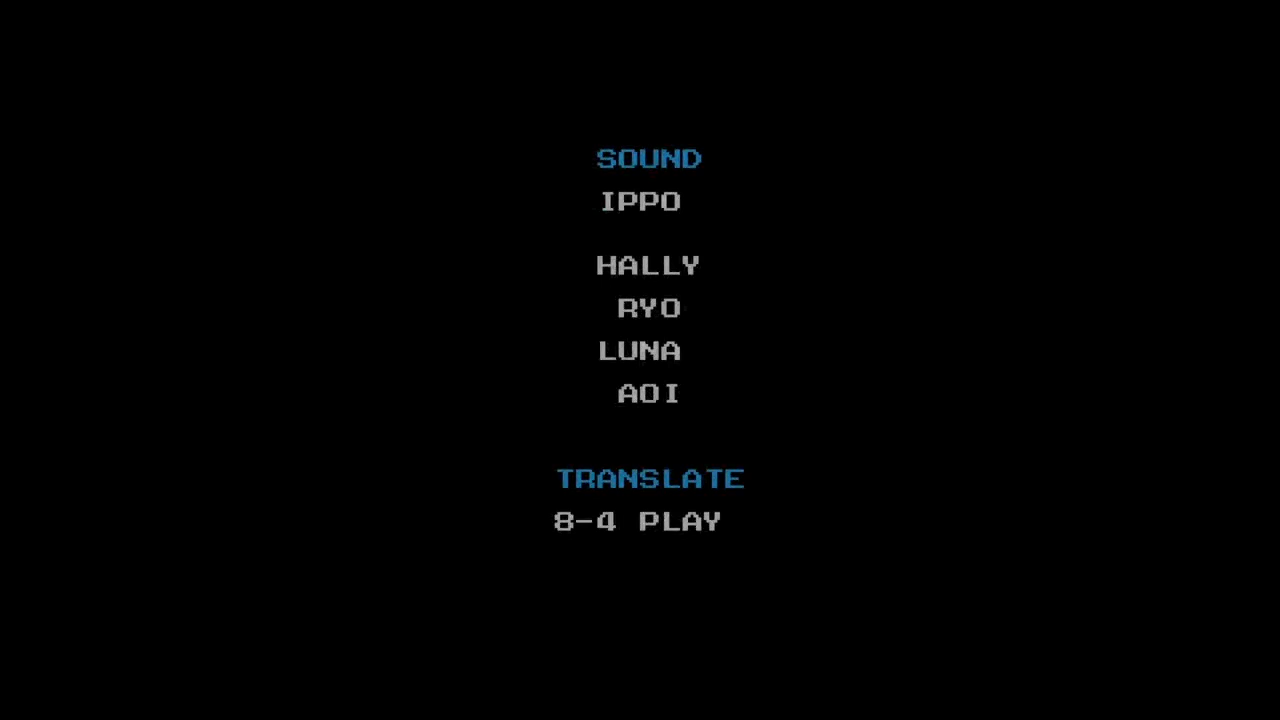 SOUND
IPPO
HALLY
RYO
LUNA
AOI
TRANSLATE
8-4 PLAY